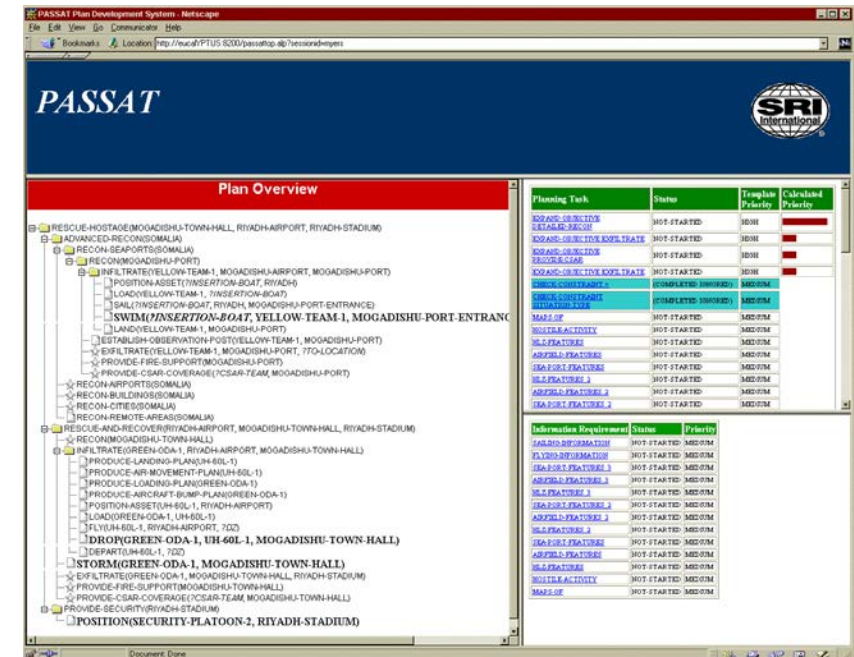 PASSAT Plan Development System - Netscape
File Edit View Go Communicator Help
Bookmarks Location: http://eucalYPTUS:8200/passattop.alp?sessionid=myers
PASSAT
SRI
International
Plan Overview
RESCUE-HOSTAGE(MOGADISHU-TOWN-HALL, RIYADH-AIRPORT, RIYADH-STADIUM)
ADVANCED-RECON(SOMALIA)
RECON-SEAPORTS(SOMALIA)
RECON(MOGADISHU-PORT)
INFILTRATE(YELLOW-TEAM-1, MOGADISHU-AIRPORT, MOGADISHU-PORT)
POSITION-ASSET(?INSERTION-BOAT, RIYADH)
LOAD(YELLOW-TEAM-1, ?INSERTION-BOAT)
SAIL(?INSERTION-BOAT, RIYADH, MOGADISHU-PORT-ENTRANCE)
SWIM(?INSERTION-BOAT, YELLOW-TEAM-1, MOGADISHU-PORT-ENTRANC
LAND(YELLOW-TEAM-1, MOGADISHU-PORT)
ESTABLISH-OBSERVATION-POST(YELLOW-TEAM-1, MOGADISHU-PORT)
EXFILTRATE(YELLOW-TEAM-1, MOGADISHU-PORT, ?TO-LOCATION)
PROVIDE-FIRE-SUPPORT(MOGADISHU-PORT)
PROVIDE-CSAR-COVERAGE(?CSAR-TEAM, MOGADISHU-PORT)
RECON-AIRPORTS(SOMALIA)
RECON-BUILDINGS(SOMALIA)
RECON-CITIES(SOMALIA)
RECON-REMOTE-AREAS(SOMALIA)
RESCUE-AND-RECOVER(RIYADH-AIRPORT, MOGADISHU-TOWN-HALL, RIYADH-STADIUM)
RECON(MOGADISHU-TOWN-HALL)
INFILTRATE(GREEN-ODA-1, RIYADH-AIRPORT, MOGADISHU-TOWN-HALL)
PRODUCE-LANDING-PLAN(UH-60L-1)
PRODUCE-AIR-MOVEMENT-PLAN(UH-60L-1)
PRODUCE-LOADING-PLAN(GREEN-ODA-1)
PRODUCE-AIRCRAFT-BUMP-PLAN(GREEN-ODA-1)
POSITION-ASSET(UH-60L-1, RIYADH-AIRPORT)
LOAD(GREEN-ODA-1, UH-60L-1)
FLY(UH-60L-1, RIYADH-AIRPORT, ?DZ)
DROP(GREEN-ODA-1, UH-60L-1, MOGADISHU-TOWN-HALL)
DEPART(UH-60L-1, ?DZ)
STORM(GREEN-ODA-1, MOGADISHU-TOWN-HALL)
EXFILTRATE(GREEN-ODA-1, MOGADISHU-TOWN-HALL, RIYADH-STADIUM)
PROVIDE-FIRE-SUPPORT(MOGADISHU-TOWN-HALL)
PROVIDE-CSAR-COVERAGE(?CSAR-TEAM, MOGADISHU-TOWN-HALL)
PROVIDE-SECURITY(RIYADH-STADIUM)
POSITION(SECURITY-PLATOON-2, RIYADH-STADIUM)
Planning Task Status Template Priority Calculated Priority
EXPAND-OBJECTIVE DETAILED-RECON NOT-STARTED HIGH
EXPAND-OBJECTIVE EXFILTRATE NOT-STARTED HIGH
EXPAND-OBJECTIVE PROVIDE-CSAR NOT-STARTED HIGH
EXPAND-OBJECTIVE EXFILTRATE NOT-STARTED HIGH
CHECK-CONSTRAINT = (COMPLETED IGNORED) MEDIUM
CHECK-CONSTRAINT SITUATION-TYPE (COMPLETED IGNORED) MEDIUM
MAPS-OF NOT-STARTED MEDIUM
HOSTILE-ACTIVITY NOT-STARTED MEDIUM
HLZ-FEATURES NOT-STARTED MEDIUM
AIRFIELD-FEATURES NOT-STARTED MEDIUM
SEA-PORT-FEATURES NOT-STARTED MEDIUM
HLZ-FEATURES 2 NOT-STARTED MEDIUM
AIRFIELD-FEATURES 2 NOT-STARTED MEDIUM
SEA-PORT-FEATURES 2 NOT-STARTED MEDIUM
Information Requirement Status Priority
SAILING-INFORMATION NOT-STARTED MEDIUM
FLYING-INFORMATION NOT-STARTED MEDIUM
SEA-PORT-FEATURES 3 NOT-STARTED MEDIUM
AIRFIELD-FEATURES 3 NOT-STARTED MEDIUM
HLZ-FEATURES 3 NOT-STARTED MEDIUM
SEA-PORT-FEATURES 2 NOT-STARTED MEDIUM
AIRFIELD-FEATURES 2 NOT-STARTED MEDIUM
HLZ-FEATURES 2 NOT-STARTED MEDIUM
SEA-PORT-FEATURES NOT-STARTED MEDIUM
AIRFIELD-FEATURES NOT-STARTED MEDIUM
HLZ-FEATURES NOT-STARTED MEDIUM
HOSTILE-ACTIVITY NOT-STARTED MEDIUM
MAPS-OF NOT-STARTED MEDIUM
Document: Done